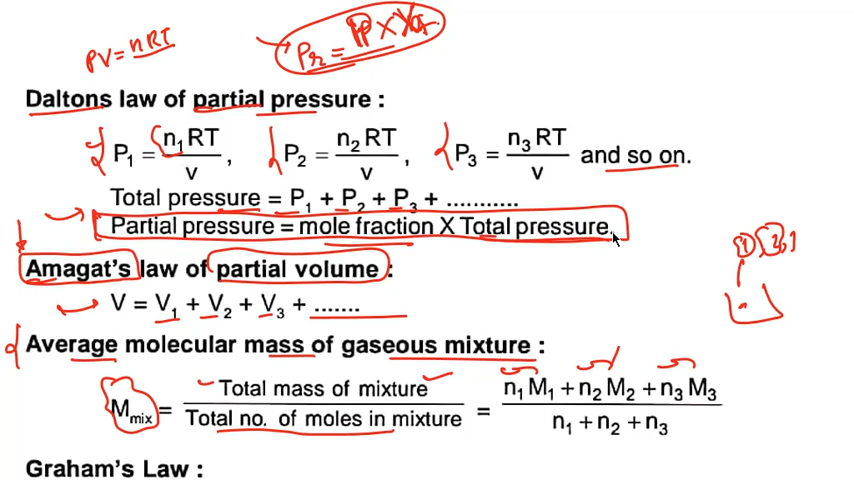 PV = nRT
Daltons law of partial pressure :
P₁ = n₁RT/v, P₂ = n₂RT/v, P₃ = n₃RT/v and so on.
Total pressure = P₁ + P₂ + P₃ + ...........
Partial pressure = mole fraction X Total pressure.
Amagat's law of partial volume :
V = V₁ + V₂ + V₃ + .......
Average molecular mass of gaseous mixture :
M_mix = Total mass of mixture / Total no. of moles in mixture = n₁M₁ + n₂M₂ + n₃M₃ / n₁ + n₂ + n₃
Graham's Law :